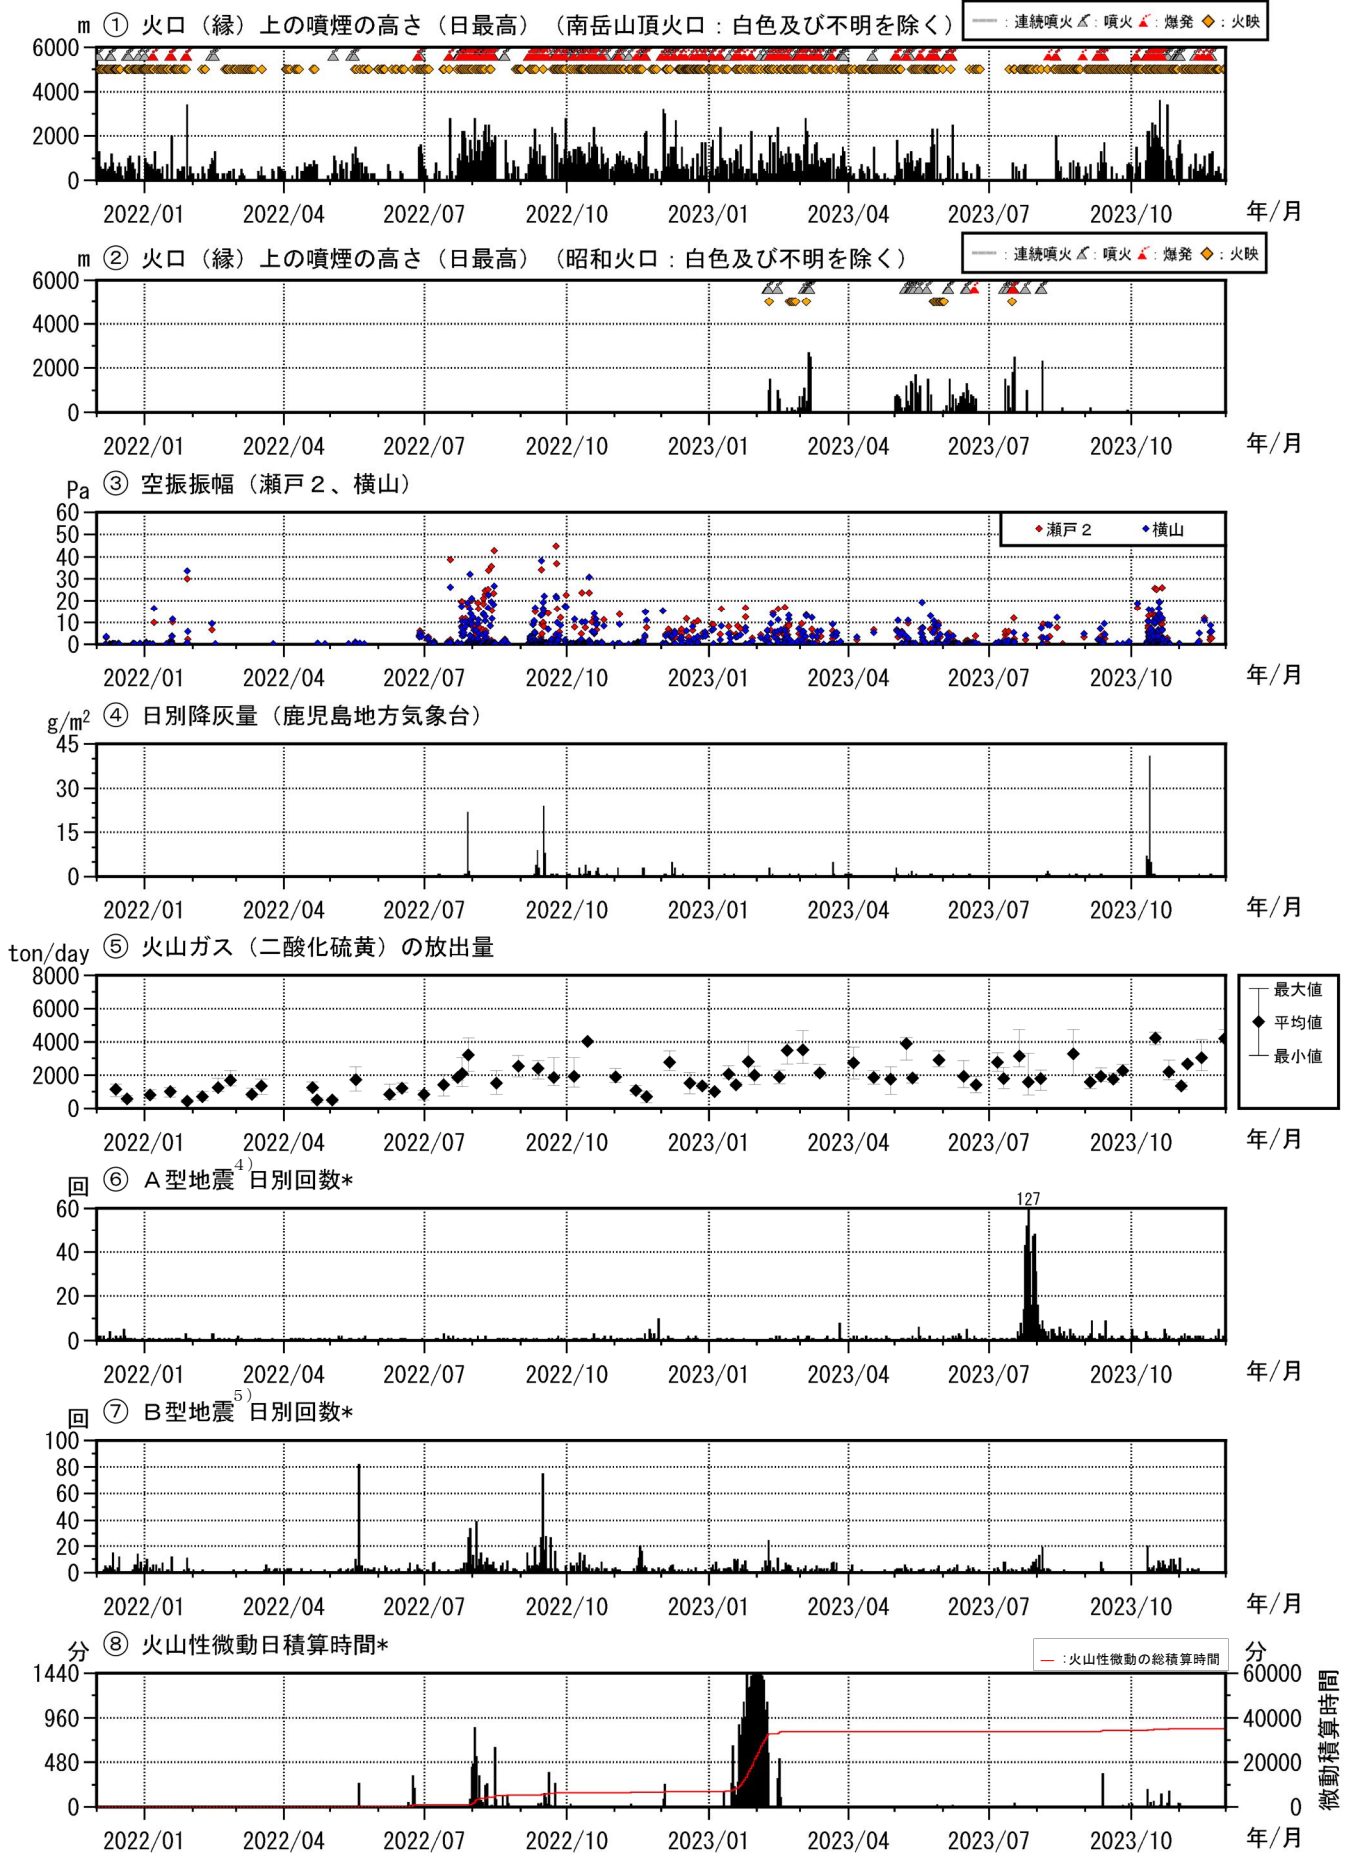 m ① 火口（縁）上の噴煙の高さ（日最高）（南岳山頂火口：白色及び不明を除く）
：連続噴火 ：噴火 ：爆発 ：火映
6000
4000
2000
0
2022/01 2022/04 2022/07 2022/10 2023/01 2023/04 2023/07 2023/10 年/月
m ② 火口（縁）上の噴煙の高さ（日最高）（昭和火口：白色及び不明を除く）
：連続噴火 ：噴火 ：爆発 ：火映
6000
4000
2000
0
2022/01 2022/04 2022/07 2022/10 2023/01 2023/04 2023/07 2023/10 年/月
Pa ③ 空振振幅（瀬戸２、横山）
瀬戸２ 横山
60
50
40
30
20
10
0
2022/01 2022/04 2022/07 2022/10 2023/01 2023/04 2023/07 2023/10 年/月
g/m² ④ 日別降灰量（鹿児島地方気象台）
45
30
15
0
2022/01 2022/04 2022/07 2022/10 2023/01 2023/04 2023/07 2023/10 年/月
ton/day ⑤ 火山ガス（二酸化硫黄）の放出量
8000
6000
4000
2000
0
最大値
平均値
最小値
2022/01 2022/04 2022/07 2022/10 2023/01 2023/04 2023/07 2023/10 年/月
回 ⑥ Ａ型地震4）日別回数*
127
60
40
20
0
2022/01 2022/04 2022/07 2022/10 2023/01 2023/04 2023/07 2023/10 年/月
回 ⑦ Ｂ型地震5）日別回数*
100
80
60
40
20
0
2022/01 2022/04 2022/07 2022/10 2023/01 2023/04 2023/07 2023/10 年/月
分 ⑧ 火山性微動日積算時間*
：火山性微動の総積算時間
分
1440
960
480
0
60000
40000
20000
0
微動積算時間
2022/01 2022/04 2022/07 2022/10 2023/01 2023/04 2023/07 2023/10 年/月